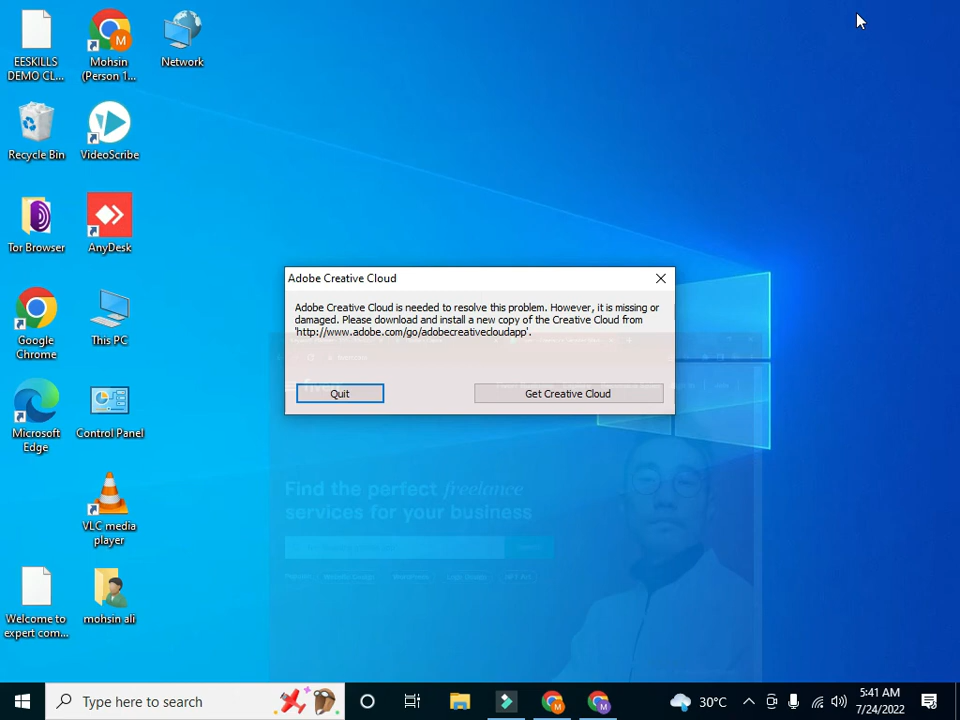 EESKILLS
DEMO CL...
Mohsin
(Person 1...
Network
M
Recycle Bin
VideoScribe
Tor Browser
AnyDesk
Google
Chrome
This PC
Adobe Creative Cloud
Adobe Creative Cloud is needed to resolve this problem. However, it is missing or
damaged. Please download and install a new copy of the Creative Cloud from
'http://www.adobe.com/go/adobecreativecloudapp'.
Quit
Get Creative Cloud
Microsoft
Edge
Control Panel
Find the perfect freelance
services for your business
VLC media
player
Welcome to
expert com...
mohsin ali
Type here to search
M
M
30°C
5:41 AM
7/24/2022